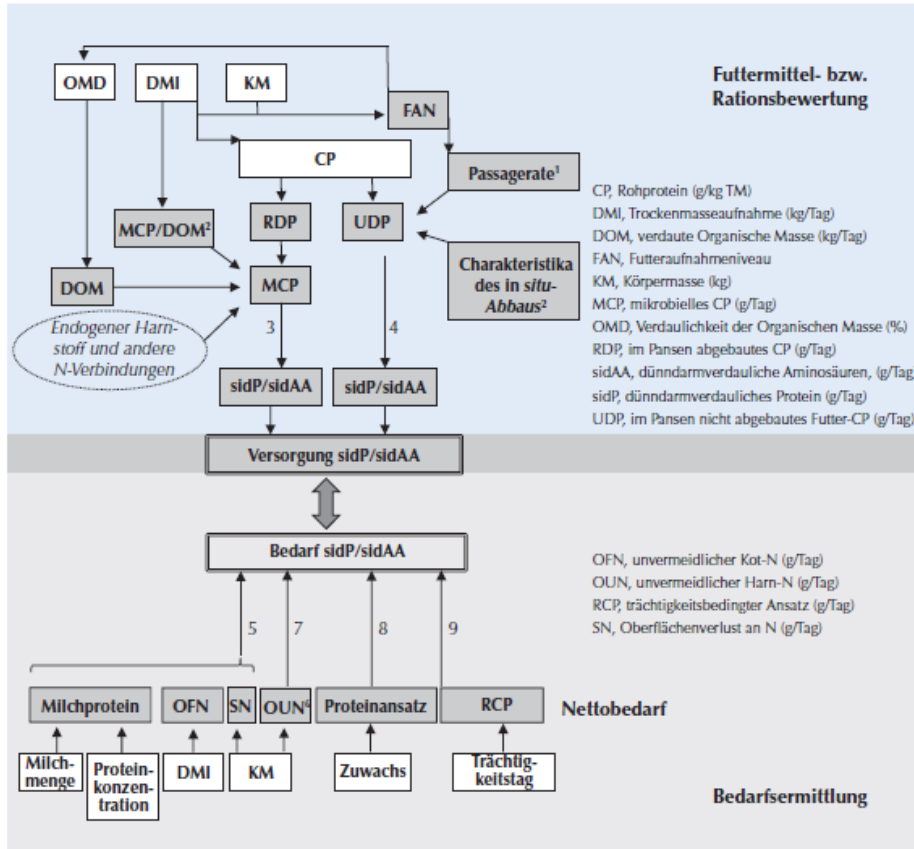 OMD
DMI
KM
Futtermittel- bzw.
Rationsbewertung
FAN
CP
Passagerate¹
MCP/DOM²
RDP
UDP
Charakteristika
des in situ-
Abbaus²
DOM
MCP
Endogener Harn-
stoff und andere
N-Verbindungen
3
4
sidP/sidAA
sidP/sidAA
CP, Rohprotein (g/kg TM)
DMI, Trockenmasseaufnahme (kg/Tag)
DOM, verdaute Organische Masse (kg/Tag)
FAN, Futteraufnahmeniveau
KM, Körpermasse (kg)
MCP, mikrobielles CP (g/Tag)
OMD, Verdaulichkeit der Organischen Masse (%)
RDP, im Pansen abgebautes CP (g/Tag)
sidAA, dünndarmverdauliche Aminosäuren, (g/Tag
sidP, dünndarmverdauliches Protein (g/Tag)
UDP, im Pansen nicht abgebautes Futter-CP (g/Tag)
Versorgung sidP/sidAA
Bedarf sidP/sidAA
OFN, unvermeidlicher Kot-N (g/Tag)
OUN, unvermeidlicher Harn-N (g/Tag)
RCP, trächtigkeitsbedingter Ansatz (g/Tag)
SN, Oberflächenverlust an N (g/Tag)
5
7
8
9
Milchprotein
OFN
SN
OUN⁶
Proteinansatz
RCP
Nettobedarf
Milch-
menge
Protein-
konzen-
tration
DMI
KM
Zuwachs
Trächtig-
keitstag
Bedarfsermittlung